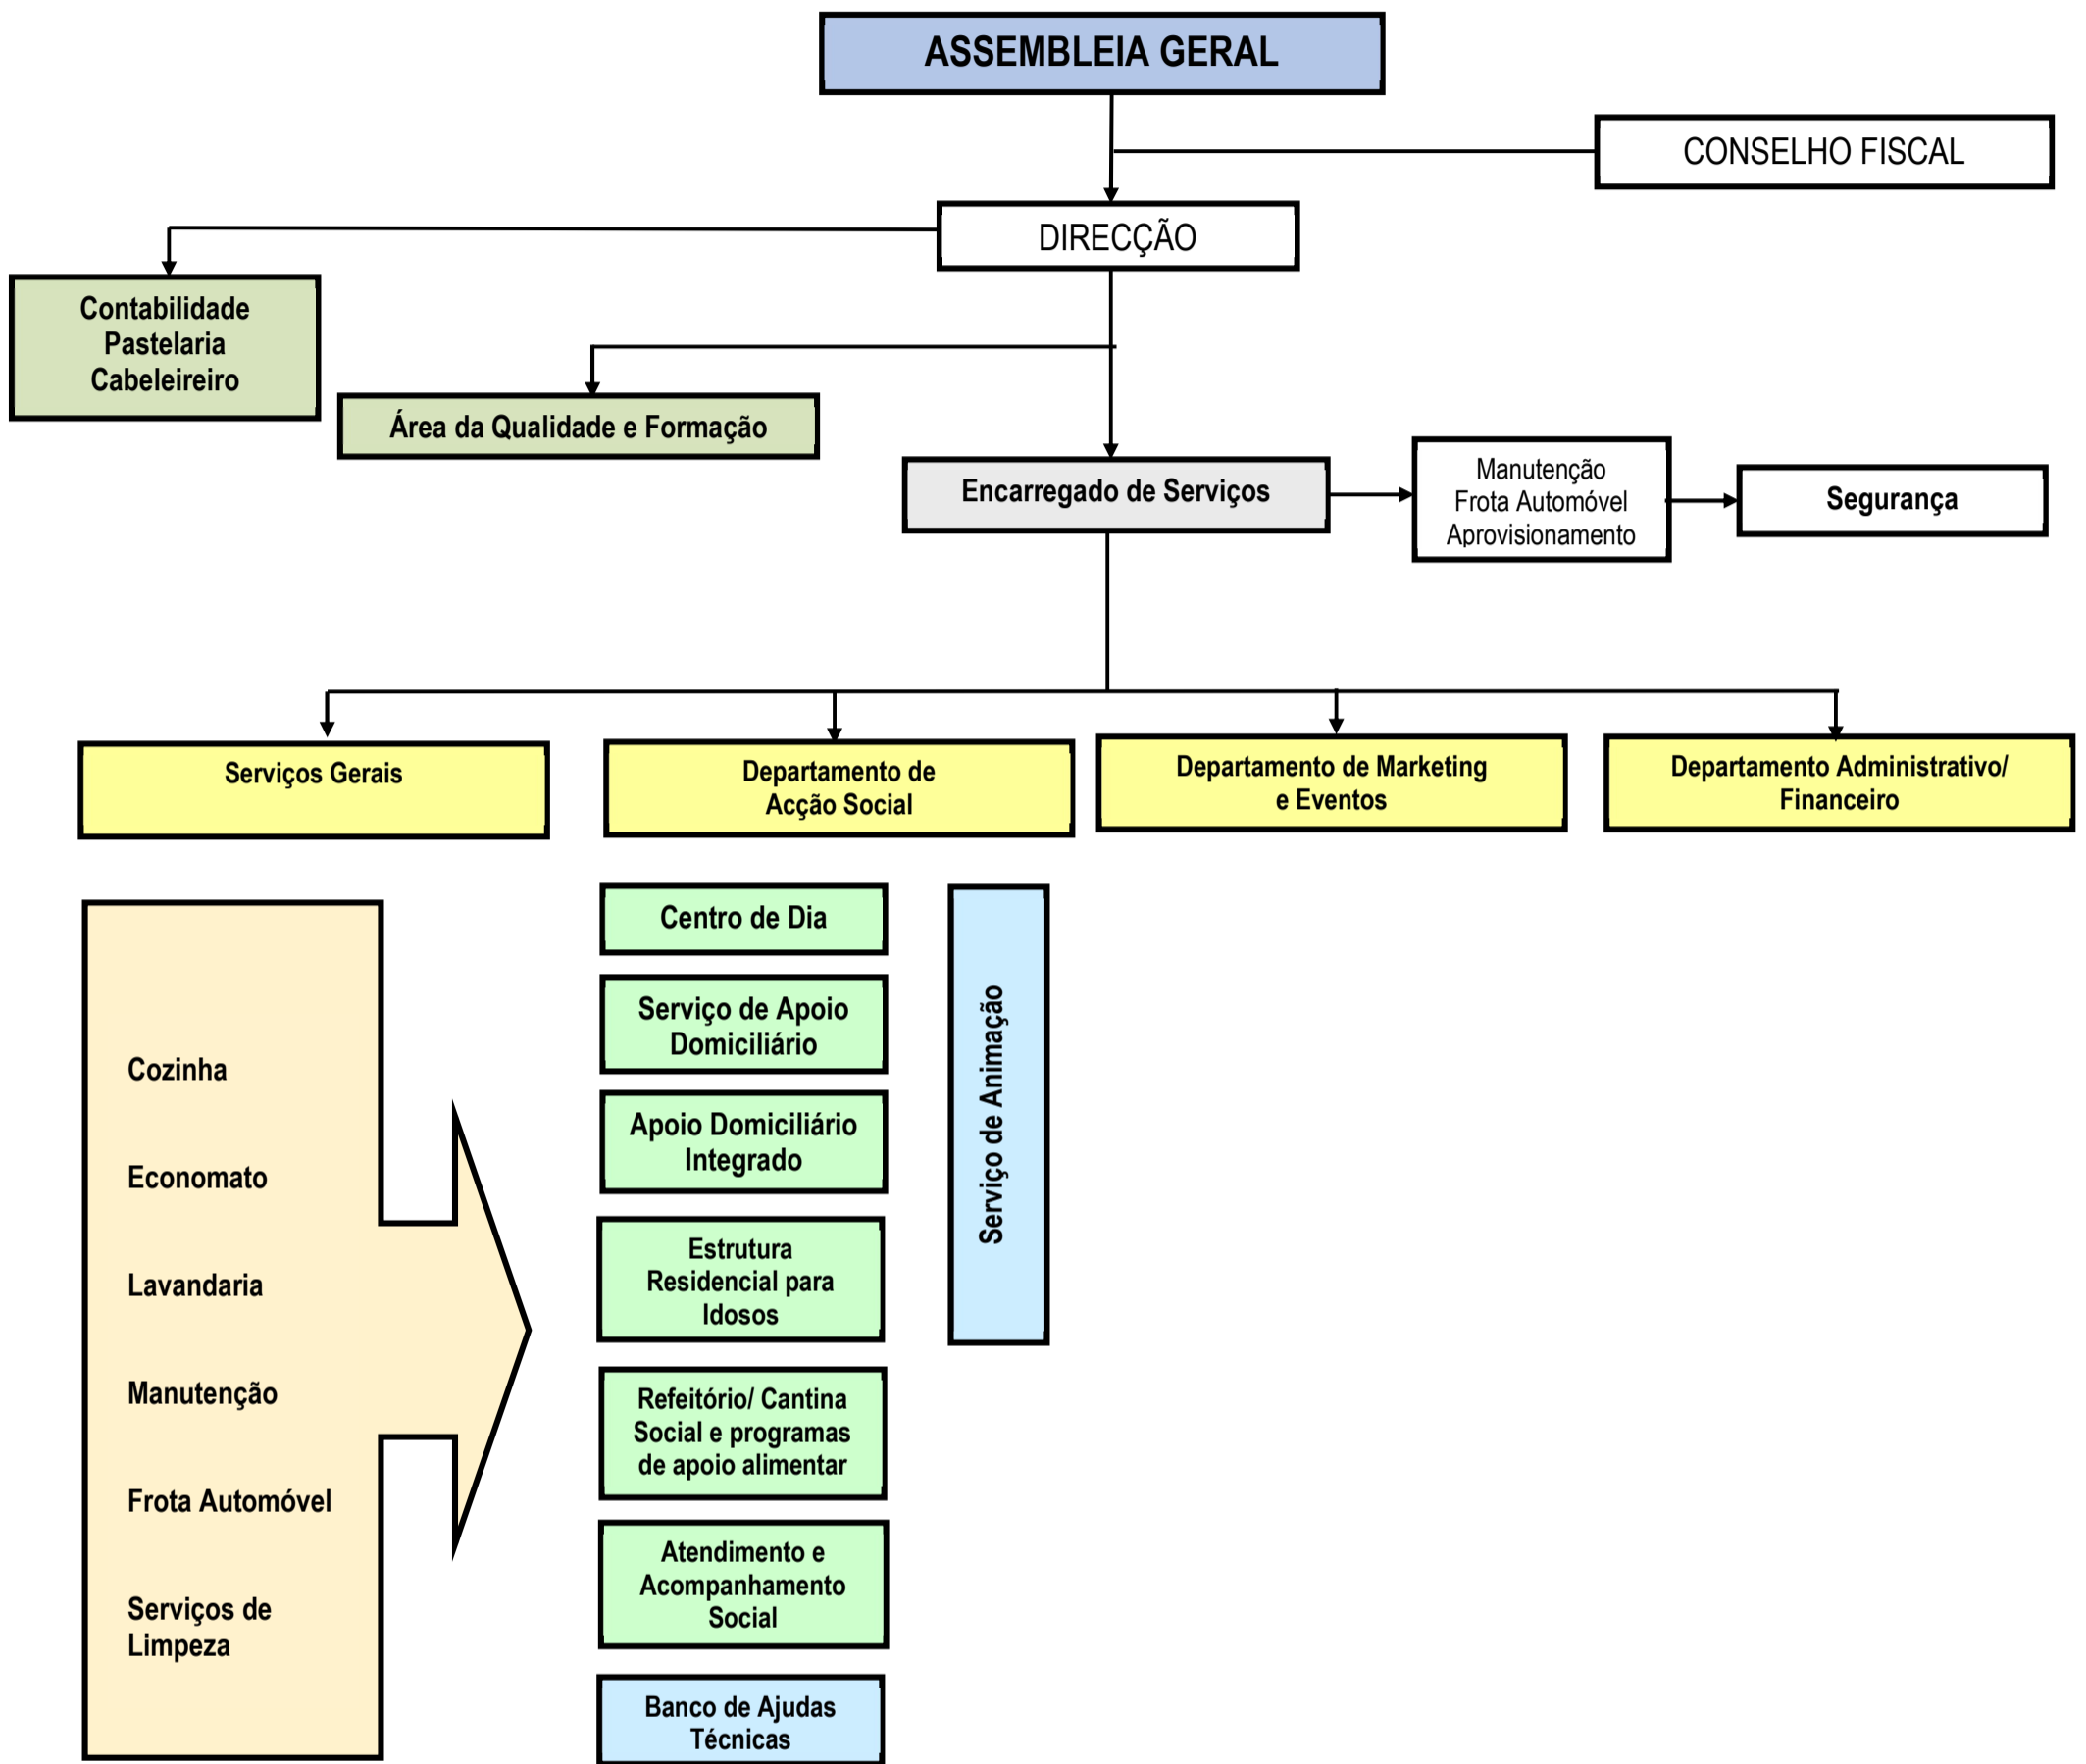 ASSEMBLEIA GERAL
CONSELHO FISCAL
DIRECÇÃO
Contabilidade
Pastelaria
Cabeleireiro
Área da Qualidade e Formação
Encarregado de Serviços
Manutenção
Frota Automóvel
Aprovisionamento
Segurança
Serviços Gerais
Departamento de
Acção Social
Departamento de Marketing
e Eventos
Departamento Administrativo/
Financeiro
Cozinha
Economato
Lavandaria
Manutenção
Frota Automóvel
Serviços de
Limpeza
Centro de Dia
Serviço de Apoio
Domiciliário
Apoio Domiciliário
Integrado
Estrutura
Residencial para
Idosos
Refeitório/ Cantina
Social e programas
de apoio alimentar
Atendimento e
Acompanhamento
Social
Banco de Ajudas
Técnicas
Serviço de Animação